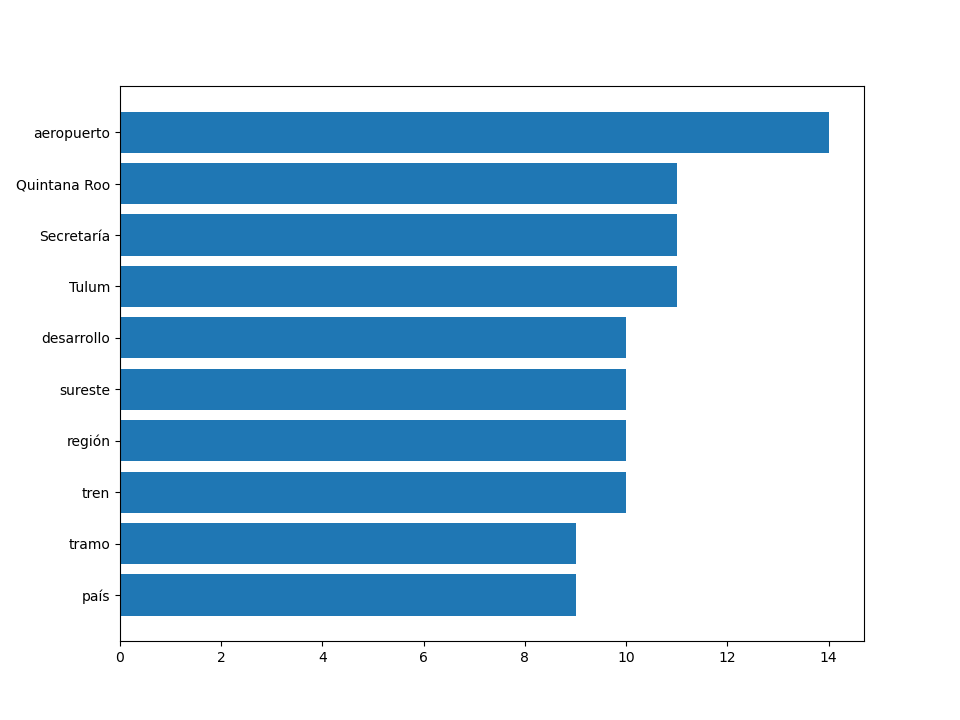 aeropuerto
Quintana Roo
Secretaría
Tulum
desarrollo
sureste
región
tren
tramo
país
0 2 4 6 8 10 12 14